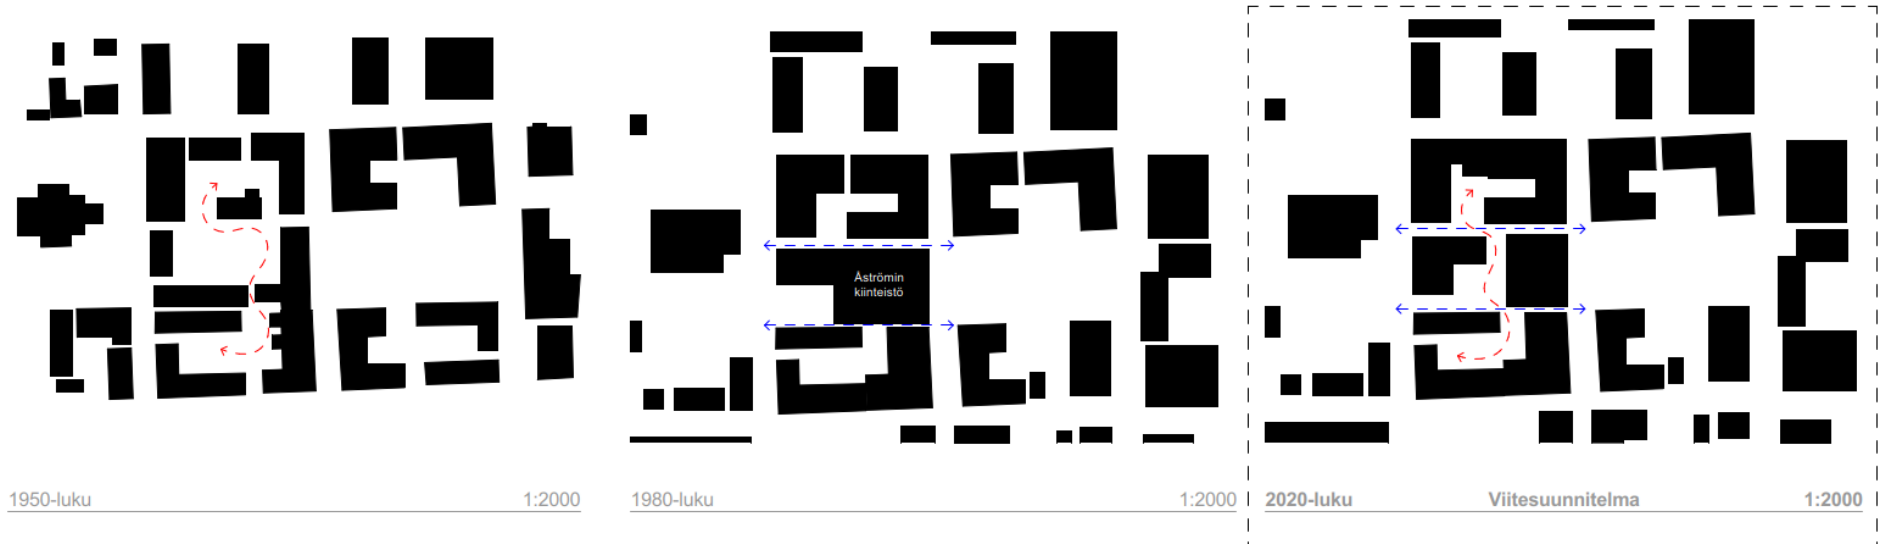 Åströmin
kiinteistö
1950-luku 1:2000
1980-luku 1:2000
2020-luku Viitesuunnitelma 1:2000